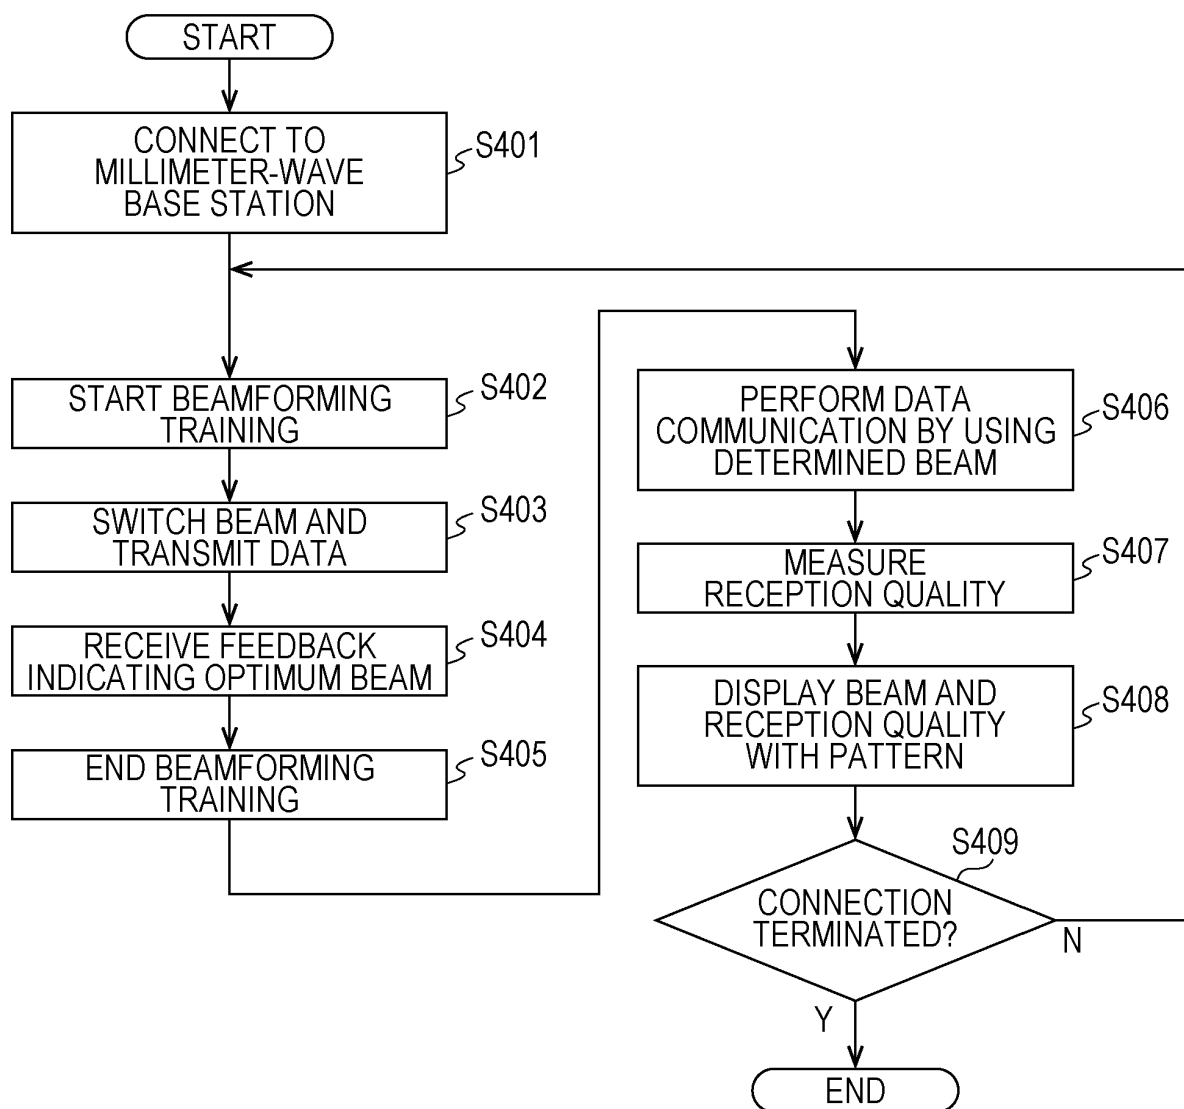 START
CONNECT TO
MILLIMETER-WAVE
BASE STATION
S401
START BEAMFORMING
TRAINING
S402
SWITCH BEAM AND
TRANSMIT DATA
S403
RECEIVE FEEDBACK
INDICATING OPTIMUM BEAM
S404
END BEAMFORMING
TRAINING
S405
PERFORM DATA
COMMUNICATION BY USING
DETERMINED BEAM
S406
MEASURE
RECEPTION QUALITY
S407
DISPLAY BEAM AND
RECEPTION QUALITY
WITH PATTERN
S408
S409
CONNECTION
TERMINATED?
N
Y
END